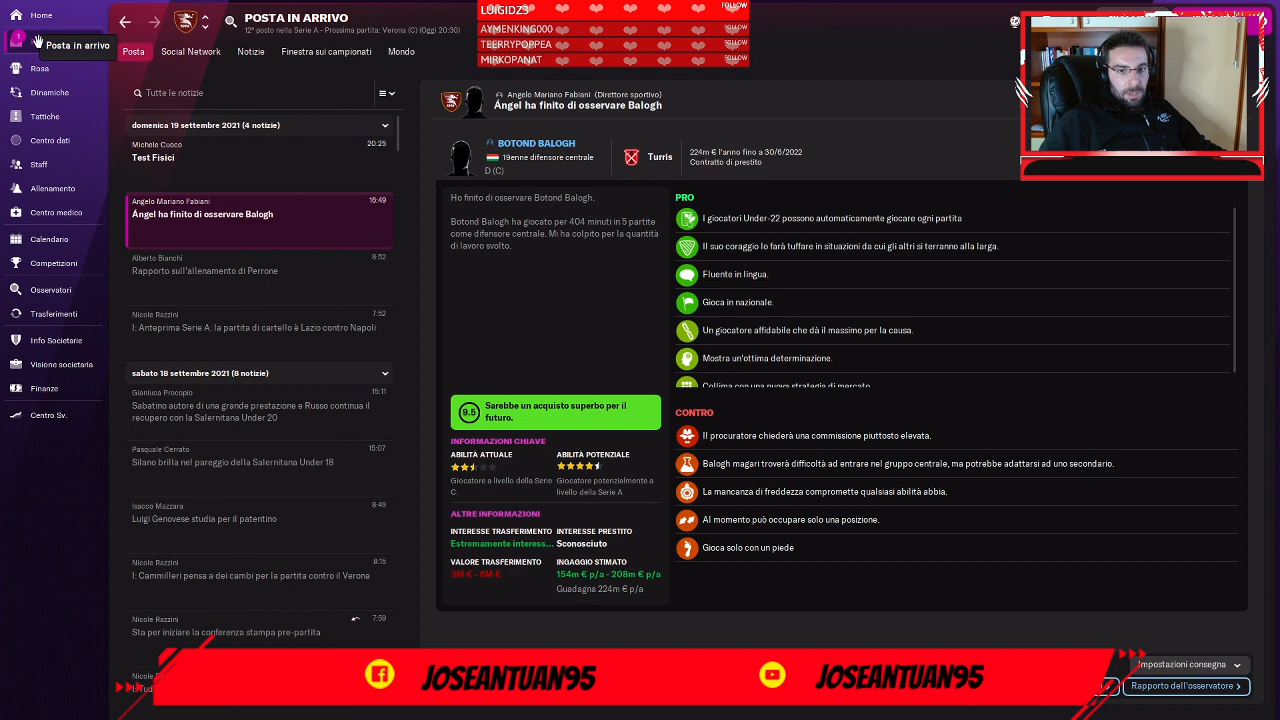 Home
POSTA IN ARRIVO
12° posto nella Serie A - Prossima partita: Verona (C) (Ogg) 20:30)
LUIGIDZ3
FOLLOW
AYMENKING000
FOLLOW
TEERRYPOPPEA
FOLLOW
MIRKOPANAT
FOLLOW
1
Posta in arrivo
Posta
Social Network
Notizie
Finestra sui campionati
Mondo
Rosa
Dinamiche
Tattiche
Centro dati
Staff
Allenamento
Centro medico
Calendario
Competizioni
Osservatori
Trasferimenti
Info Societarie
Visione societaria
Finanze
Centro Sv.
Tutte le notizie
domenica 19 settembre 2021 (4 notizie)
Michele Cuoco
20:25
Test Fisici
Angelo Mariano Fabiani
16:49
Ángel ha finito di osservare Balogh
Alberto Bianchi
8:52
Rapporto sull'allenamento di Perrone
Nicole Razzini
7:52
I: Anteprima Serie A: la partita di cartello è Lazio contro Napoli
sabato 18 settembre 2021 (8 notizie)
Gianluca Procopio
15:11
Sabatino autore di una grande prestazione e Russo continua il
recupero con la Salernitana Under 20
Pasquale Cerrato
15:07
Silano brilla nel pareggio della Salernitana Under 18
Isacco Mazzara
8:49
Luigi Genovese studia per il patentino
Nicole Razzini
8:15
I: Cammilleri pensa a dei cambi per la partita contro il Verona
Nicole Razzini
7:59
Sta per iniziare la conferenza stampa pre-partita
Angelo Mariano Fabiani (Direttore sportivo)
Ángel ha finito di osservare Balogh
BOTOND BALOGH
19enne difensore centrale
D (C)
Turris
224m € l'anno fino a 30/6/2022
Contratto di prestito
Ho finito di osservare Botond Balogh.
Botond Balogh ha giocato per 404 minuti in 5 partite
come difensore centrale. Mi ha colpito per la quantità
di lavoro svolto.
9.5
Sarebbe un acquisto superbo per il
futuro.
INFORMAZIONI CHIAVE
ABILITÀ ATTUALE
ABILITÀ POTENZIALE
Giocatore a livello della Serie
C.
Giocatore potenzialmente a
livello della Serie A
ALTRE INFORMAZIONI
INTERESSE TRASFERIMENTO
INTERESSE PRESTITO
Estremamente interess...
Sconosciuto
VALORE TRASFERIMENTO
INGAGGIO STIMATO
3M € - 6M €
154m € p/a - 208m € p/a
Guadagna 224m € p/a
PRO
I giocatori Under-22 possono automaticamente giocare ogni partita
Il suo coraggio lo farà tuffare in situazioni da cui gli altri si terranno alla larga.
Fluente in lingua.
Gioca in nazionale.
Un giocatore affidabile che dà il massimo per la causa.
Mostra un'ottima determinazione.
Collima con una nuova strategia di mercato
CONTRO
Il procuratore chiederà una commissione piuttosto elevata.
Balogh magari troverà difficoltà ad entrare nel gruppo centrale, ma potrebbe adattarsi ad uno secondario.
La mancanza di freddezza compromette qualsiasi abilità abbia.
Al momento può occupare solo una posizione.
Gioca solo con un piede
Impostazioni consegna
Rapporto dell'osservatore
JOSEANTUAN95
JOSEANTUAN95